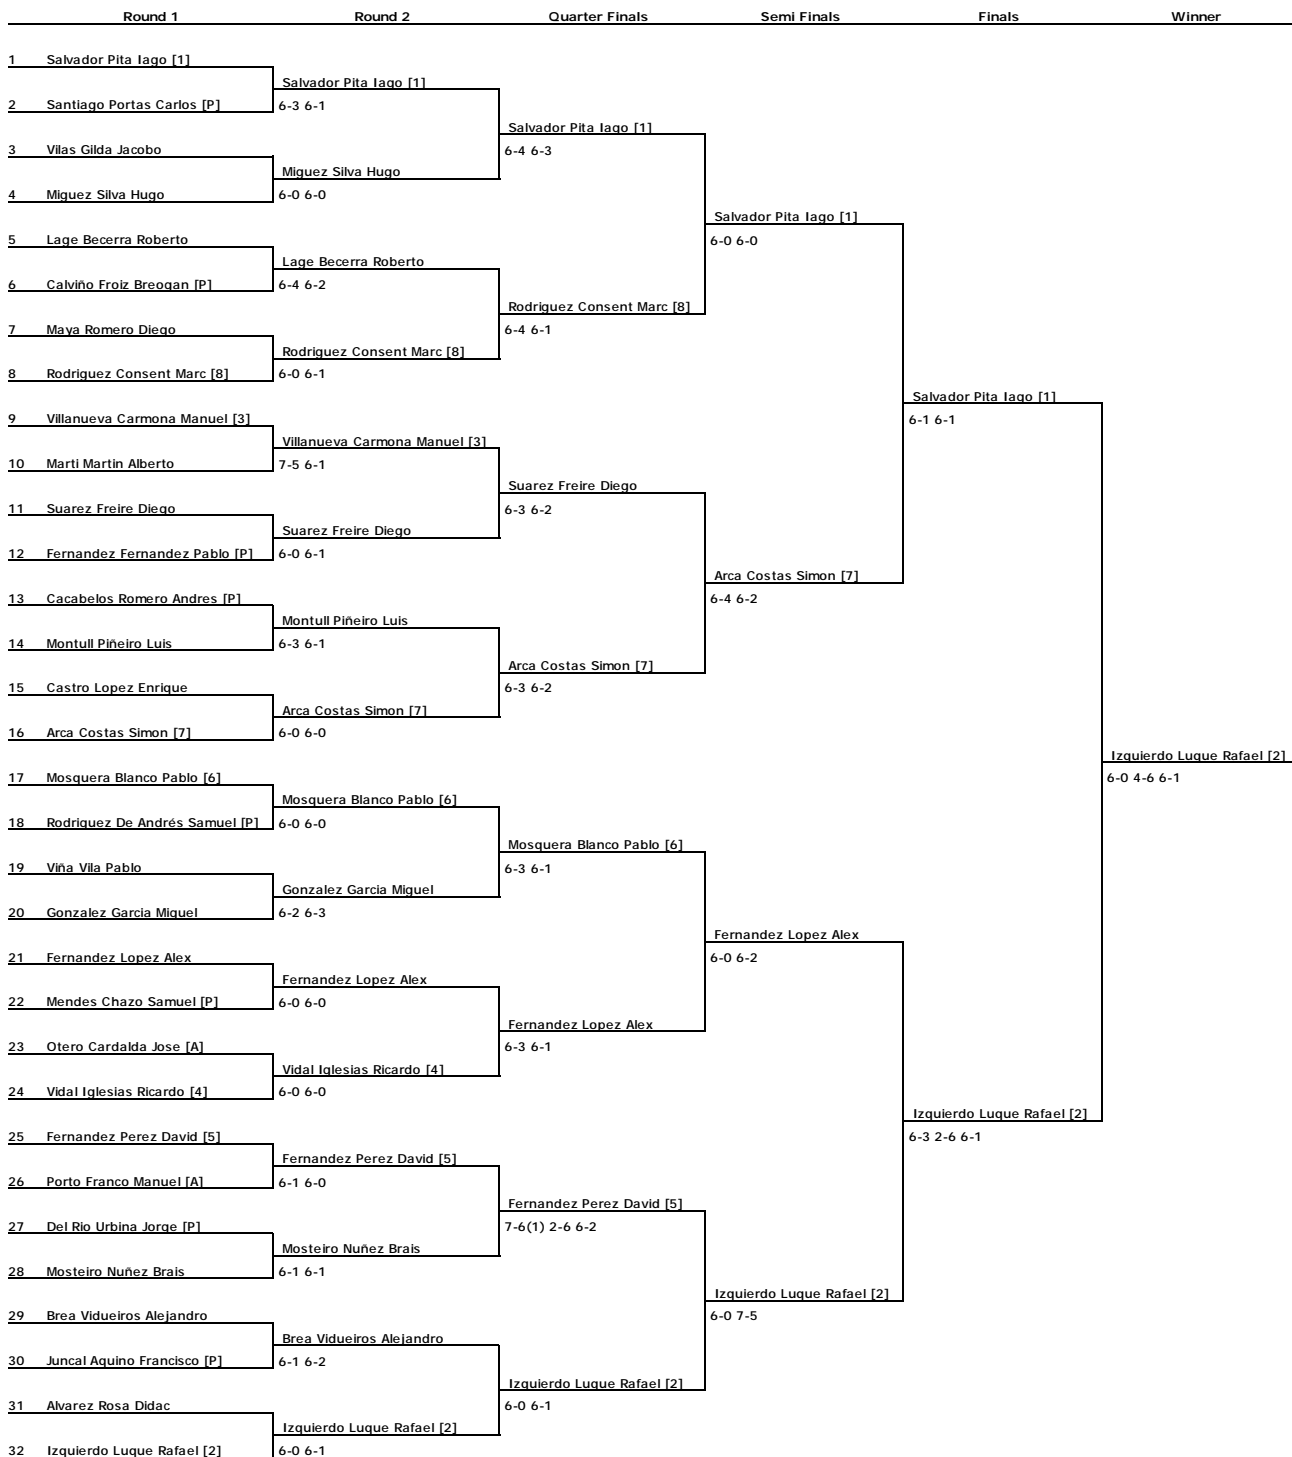 Round 1 Round 2 Quarter Finals Semi Finals Finals Winner
1 Salvador Pita Iago [1]
Salvador Pita Iago [1]
2 Santiago Portas Carlos [P] 6-3 6-1
Salvador Pita Iago [1]
3 Vilas Gilda Jacobo 6-4 6-3
Miguez Silva Hugo
4 Miguez Silva Hugo 6-0 6-0
Salvador Pita Iago [1]
5 Lage Becerra Roberto 6-0 6-0
Lage Becerra Roberto
6 Calviño Froiz Breogan [P] 6-4 6-2
Rodriguez Consent Marc [8]
7 Maya Romero Diego 6-4 6-1
Rodriguez Consent Marc [8]
8 Rodriguez Consent Marc [8] 6-0 6-1
Salvador Pita Iago [1]
9 Villanueva Carmona Manuel [3] 6-1 6-1
Villanueva Carmona Manuel [3]
10 Marti Martin Alberto 7-5 6-1
Suarez Freire Diego
11 Suarez Freire Diego 6-3 6-2
Suarez Freire Diego
12 Fernandez Fernandez Pablo [P] 6-0 6-1
Arca Costas Simon [7]
13 Cacabelos Romero Andres [P] 6-4 6-2
Montull Piñeiro Luis
14 Montull Piñeiro Luis 6-3 6-1
Arca Costas Simon [7]
15 Castro Lopez Enrique 6-3 6-2
Arca Costas Simon [7]
16 Arca Costas Simon [7] 6-0 6-0
Izquierdo Luque Rafael [2]
17 Mosquera Blanco Pablo [6] 6-0 4-6 6-1
Mosquera Blanco Pablo [6]
18 Rodriguez De Andrés Samuel [P] 6-0 6-0
Mosquera Blanco Pablo [6]
19 Viña Vila Pablo 6-3 6-1
Gonzalez Garcia Miguel
20 Gonzalez Garcia Miguel 6-2 6-3
Fernandez Lopez Alex
21 Fernandez Lopez Alex 6-0 6-2
Fernandez Lopez Alex
22 Mendes Chazo Samuel [P] 6-0 6-0
Fernandez Lopez Alex
23 Otero Cardalda Jose [A] 6-3 6-1
Vidal Iglesias Ricardo [4]
24 Vidal Iglesias Ricardo [4] 6-0 6-0
Izquierdo Luque Rafael [2]
25 Fernandez Perez David [5] 6-3 2-6 6-1
Fernandez Perez David [5]
26 Porto Franco Manuel [A] 6-1 6-0
Fernandez Perez David [5]
27 Del Rio Urbina Jorge [P] 7-6(1) 2-6 6-2
Mosteiro Nuñez Brais
28 Mosteiro Nuñez Brais 6-1 6-1
Izquierdo Luque Rafael [2]
29 Brea Vidueiros Alejandro 6-0 7-5
Brea Vidueiros Alejandro
30 Juncal Aquino Francisco [P] 6-1 6-2
Izquierdo Luque Rafael [2]
31 Alvarez Rosa Didac 6-0 6-1
Izquierdo Luque Rafael [2]
32 Izquierdo Luque Rafael [2] 6-0 6-1